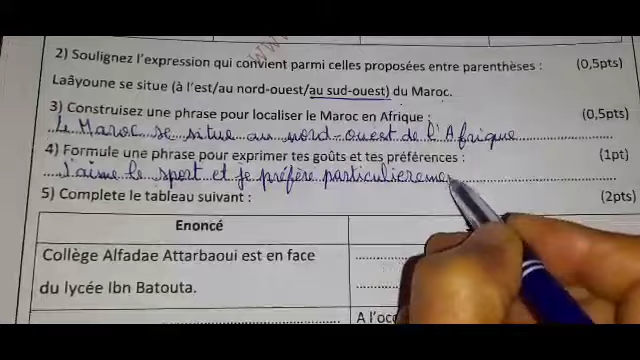 www
2) Soulignez l'expression qui convient parmi celles proposées entre parenthèses : (0,5pts)
Laâyoune se situe (à l'est/au nord-ouest/au sud-ouest) du Maroc.
3) Construisez une phrase pour localiser le Maroc en Afrique : (0,5pts)
Le Maroc se situe au nord-ouest de l'Afrique
4) Formule une phrase pour exprimer tes goûts et tes préférences : (1pt)
J'aime le sport et je préfère particulièreme
5) Complete le tableau suivant : (2pts)
Enoncé
Collège Alfadae Attarbaoui est en face
du lycée Ibn Batouta.
A l'occ